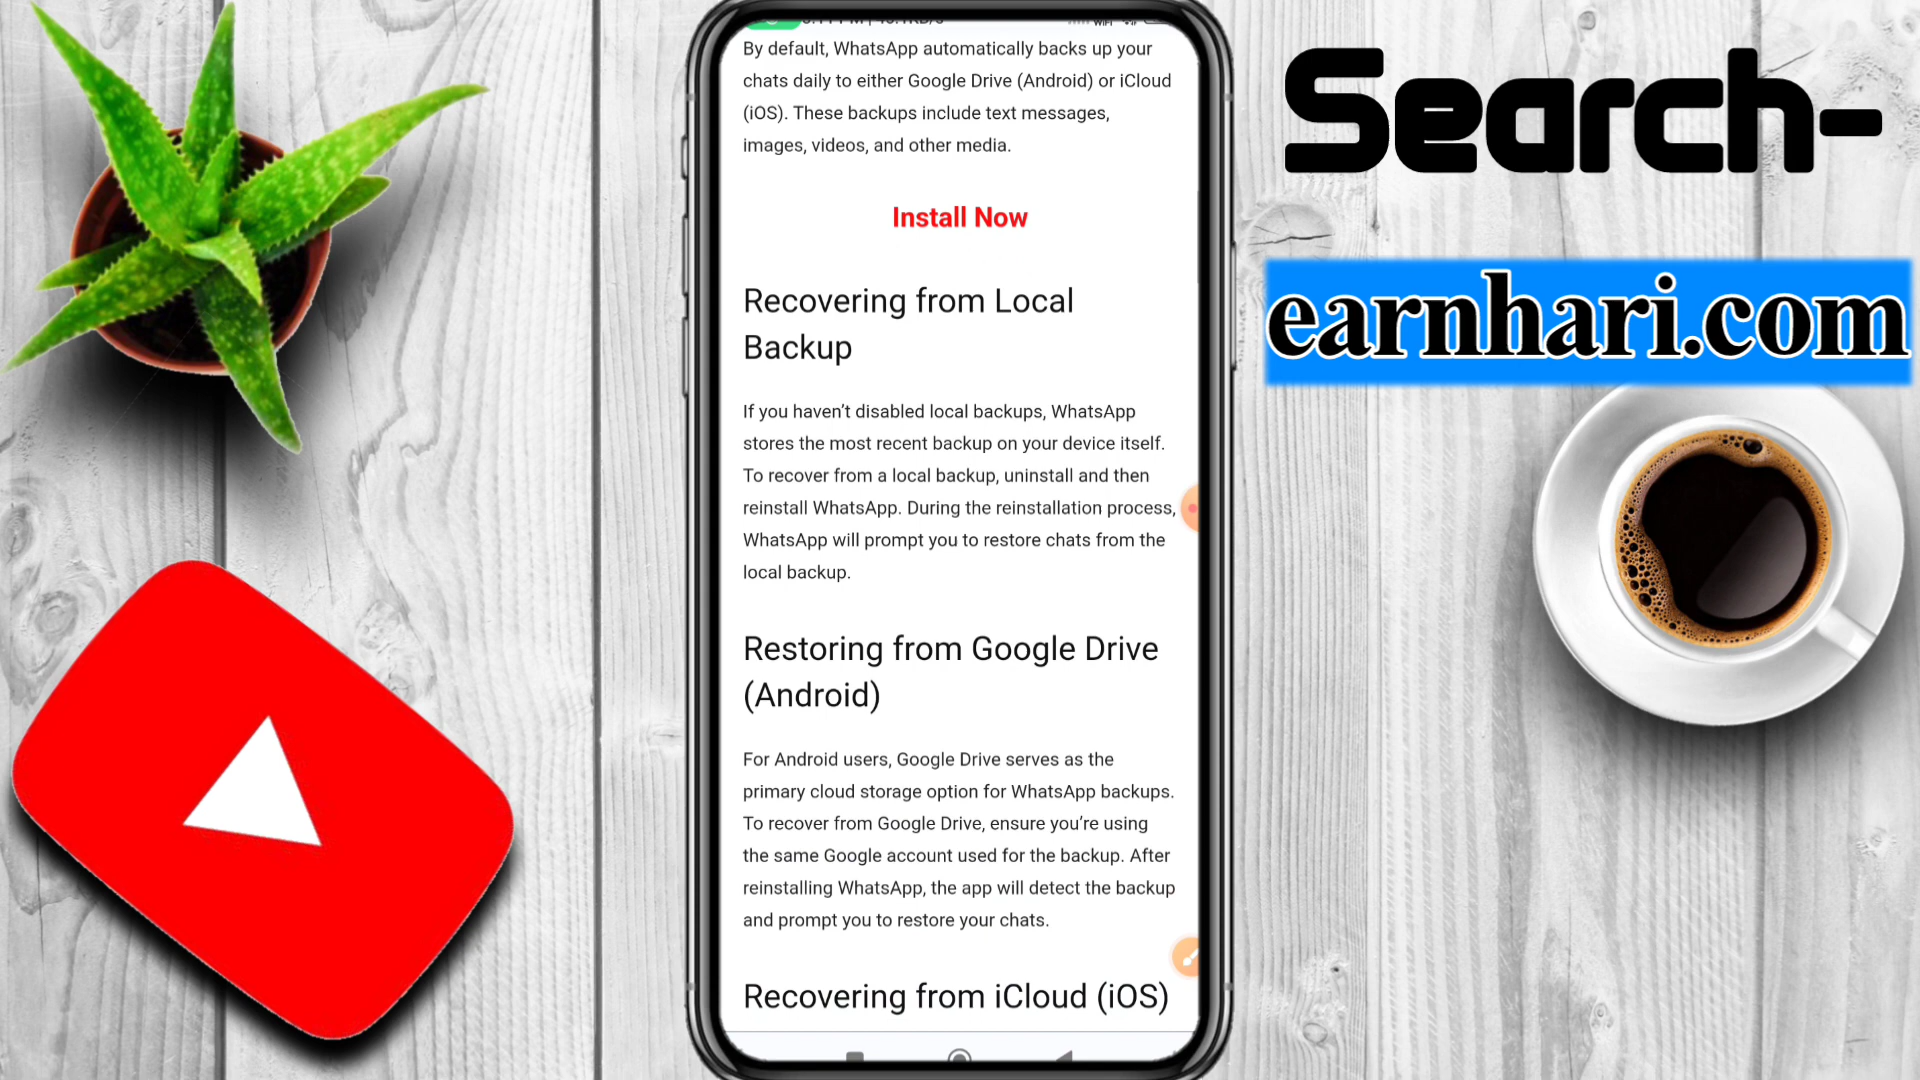 By default, WhatsApp automatically backs up your
chats daily to either Google Drive (Android) or iCloud
(iOS). These backups include text messages,
images, videos, and other media.
Install Now
Recovering from Local
Backup
If you haven’t disabled local backups, WhatsApp
stores the most recent backup on your device itself.
To recover from a local backup, uninstall and then
reinstall WhatsApp. During the reinstallation process,
WhatsApp will prompt you to restore chats from the
local backup.
Restoring from Google Drive
(Android)
For Android users, Google Drive serves as the
primary cloud storage option for WhatsApp backups.
To recover from Google Drive, ensure you’re using
the same Google account used for the backup. After
reinstalling WhatsApp, the app will detect the backup
and prompt you to restore your chats.
Recovering from iCloud (iOS)
Search-
earnhari.com